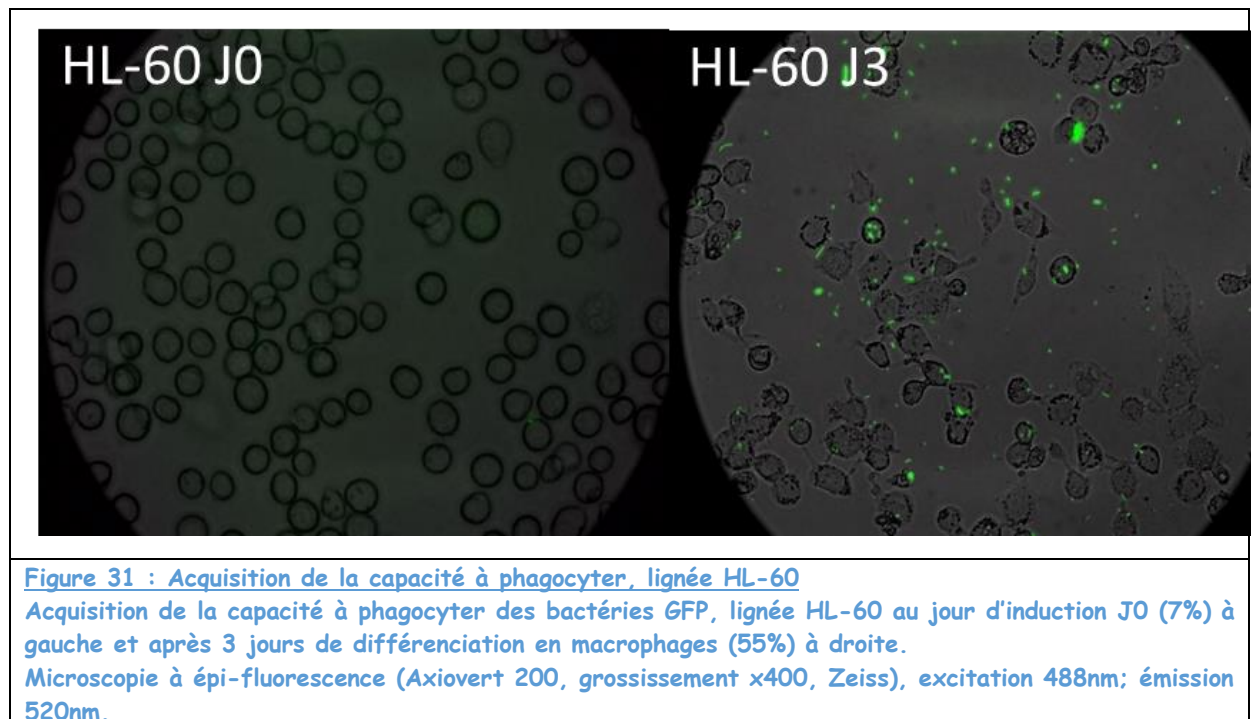 HL-60 J0
HL-60 J3
Figure 31 : Acquisition de la capacité à phagocyter, lignée HL-60
Acquisition de la capacité à phagocyter des bactéries GFP, lignée HL-60 au jour d'induction J0 (7%) à
gauche et après 3 jours de différenciation en macrophages (55%) à droite.
Microscopie à épi-fluorescence (Axiovert 200, grossissement x400, Zeiss), excitation 488nm; émission
520nm.